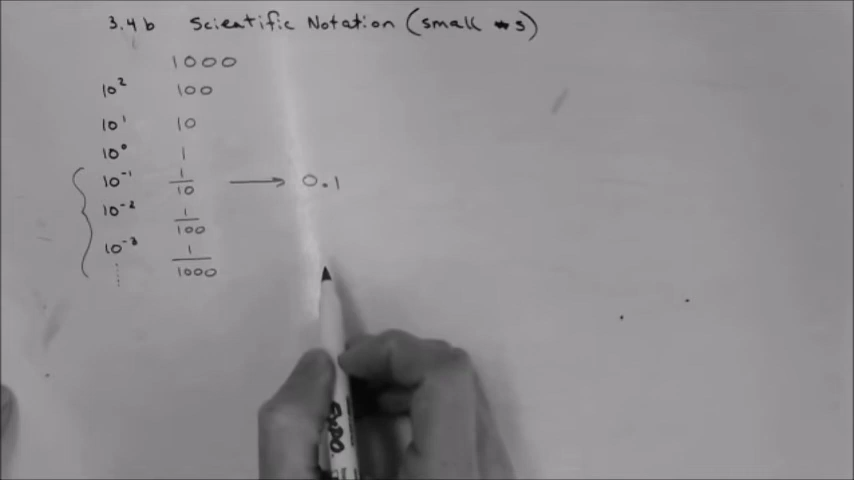 3.4b Scientific Notation (small #s)
1000
10² 100
10¹ 10
10⁰ 1
10⁻¹ 1/10 → 0.1
10⁻² 1/100
10⁻³ 1/1000
EXPO